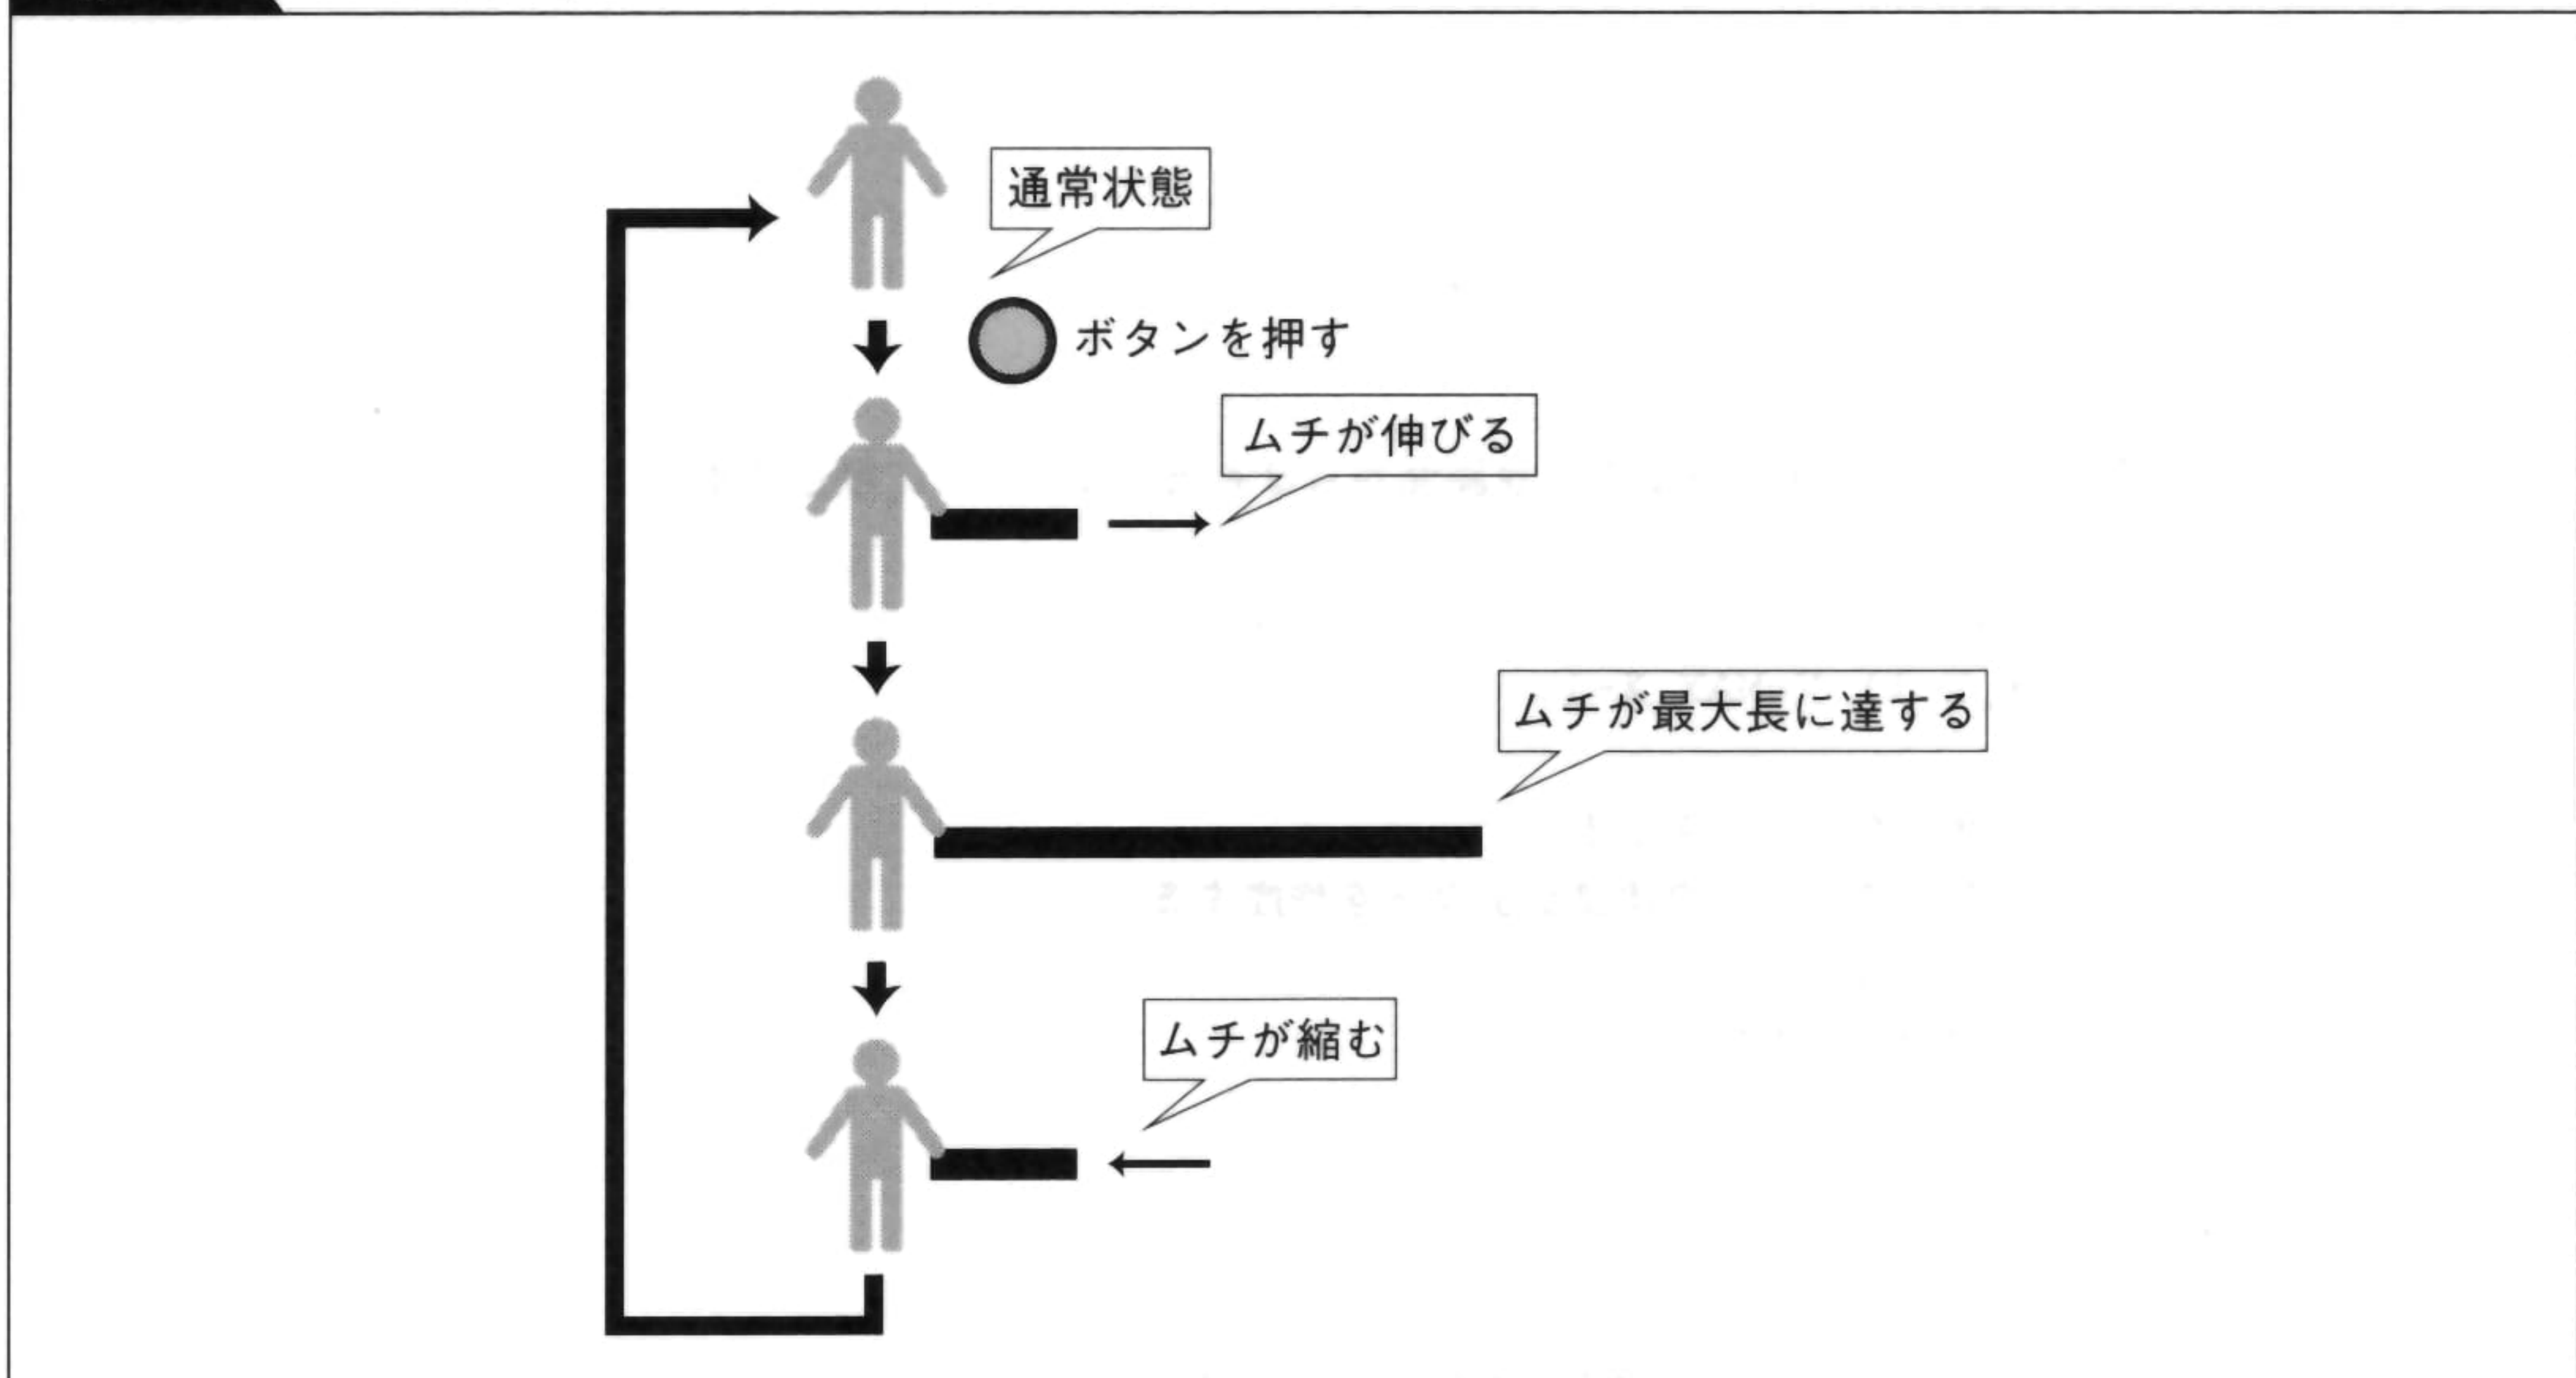 通常状態
ボタンを押す
ムチが伸びる
ムチが最大長に達する
ムチが縮む